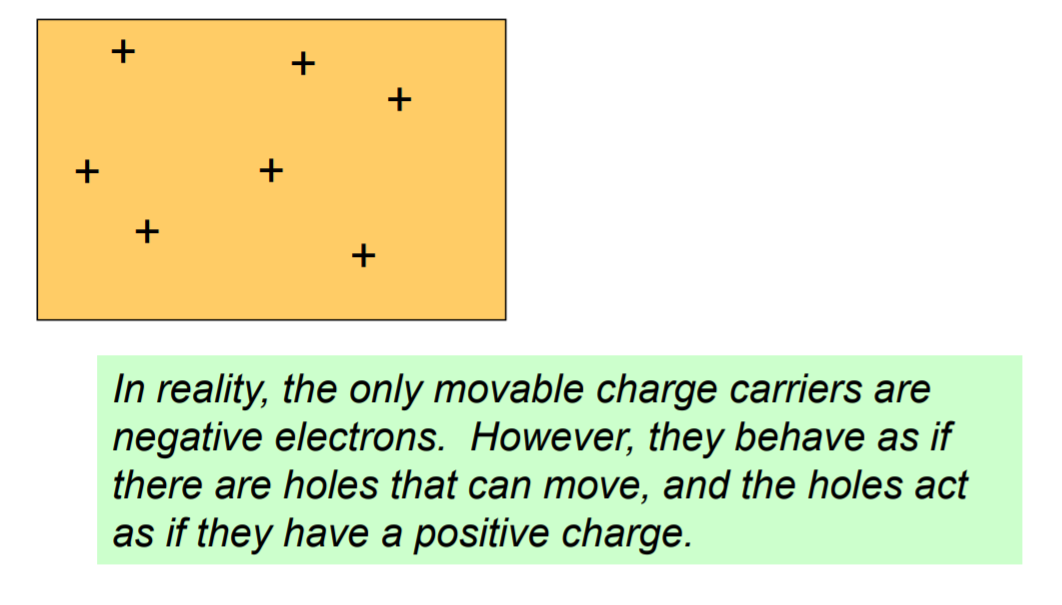 +
+
+
+
+
+
+
In reality, the only movable charge carriers are
negative electrons.  However, they behave as if
there are holes that can move, and the holes act
as if they have a positive charge.